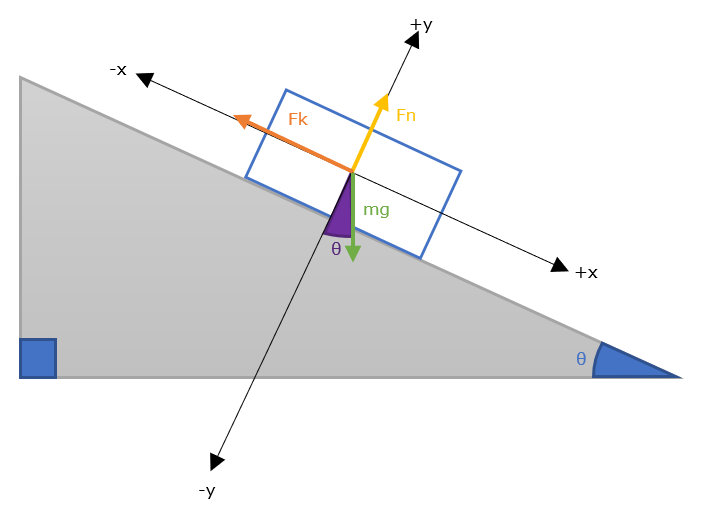 +y
-x
Fk
Fn
mg
θ
+x
θ
-y